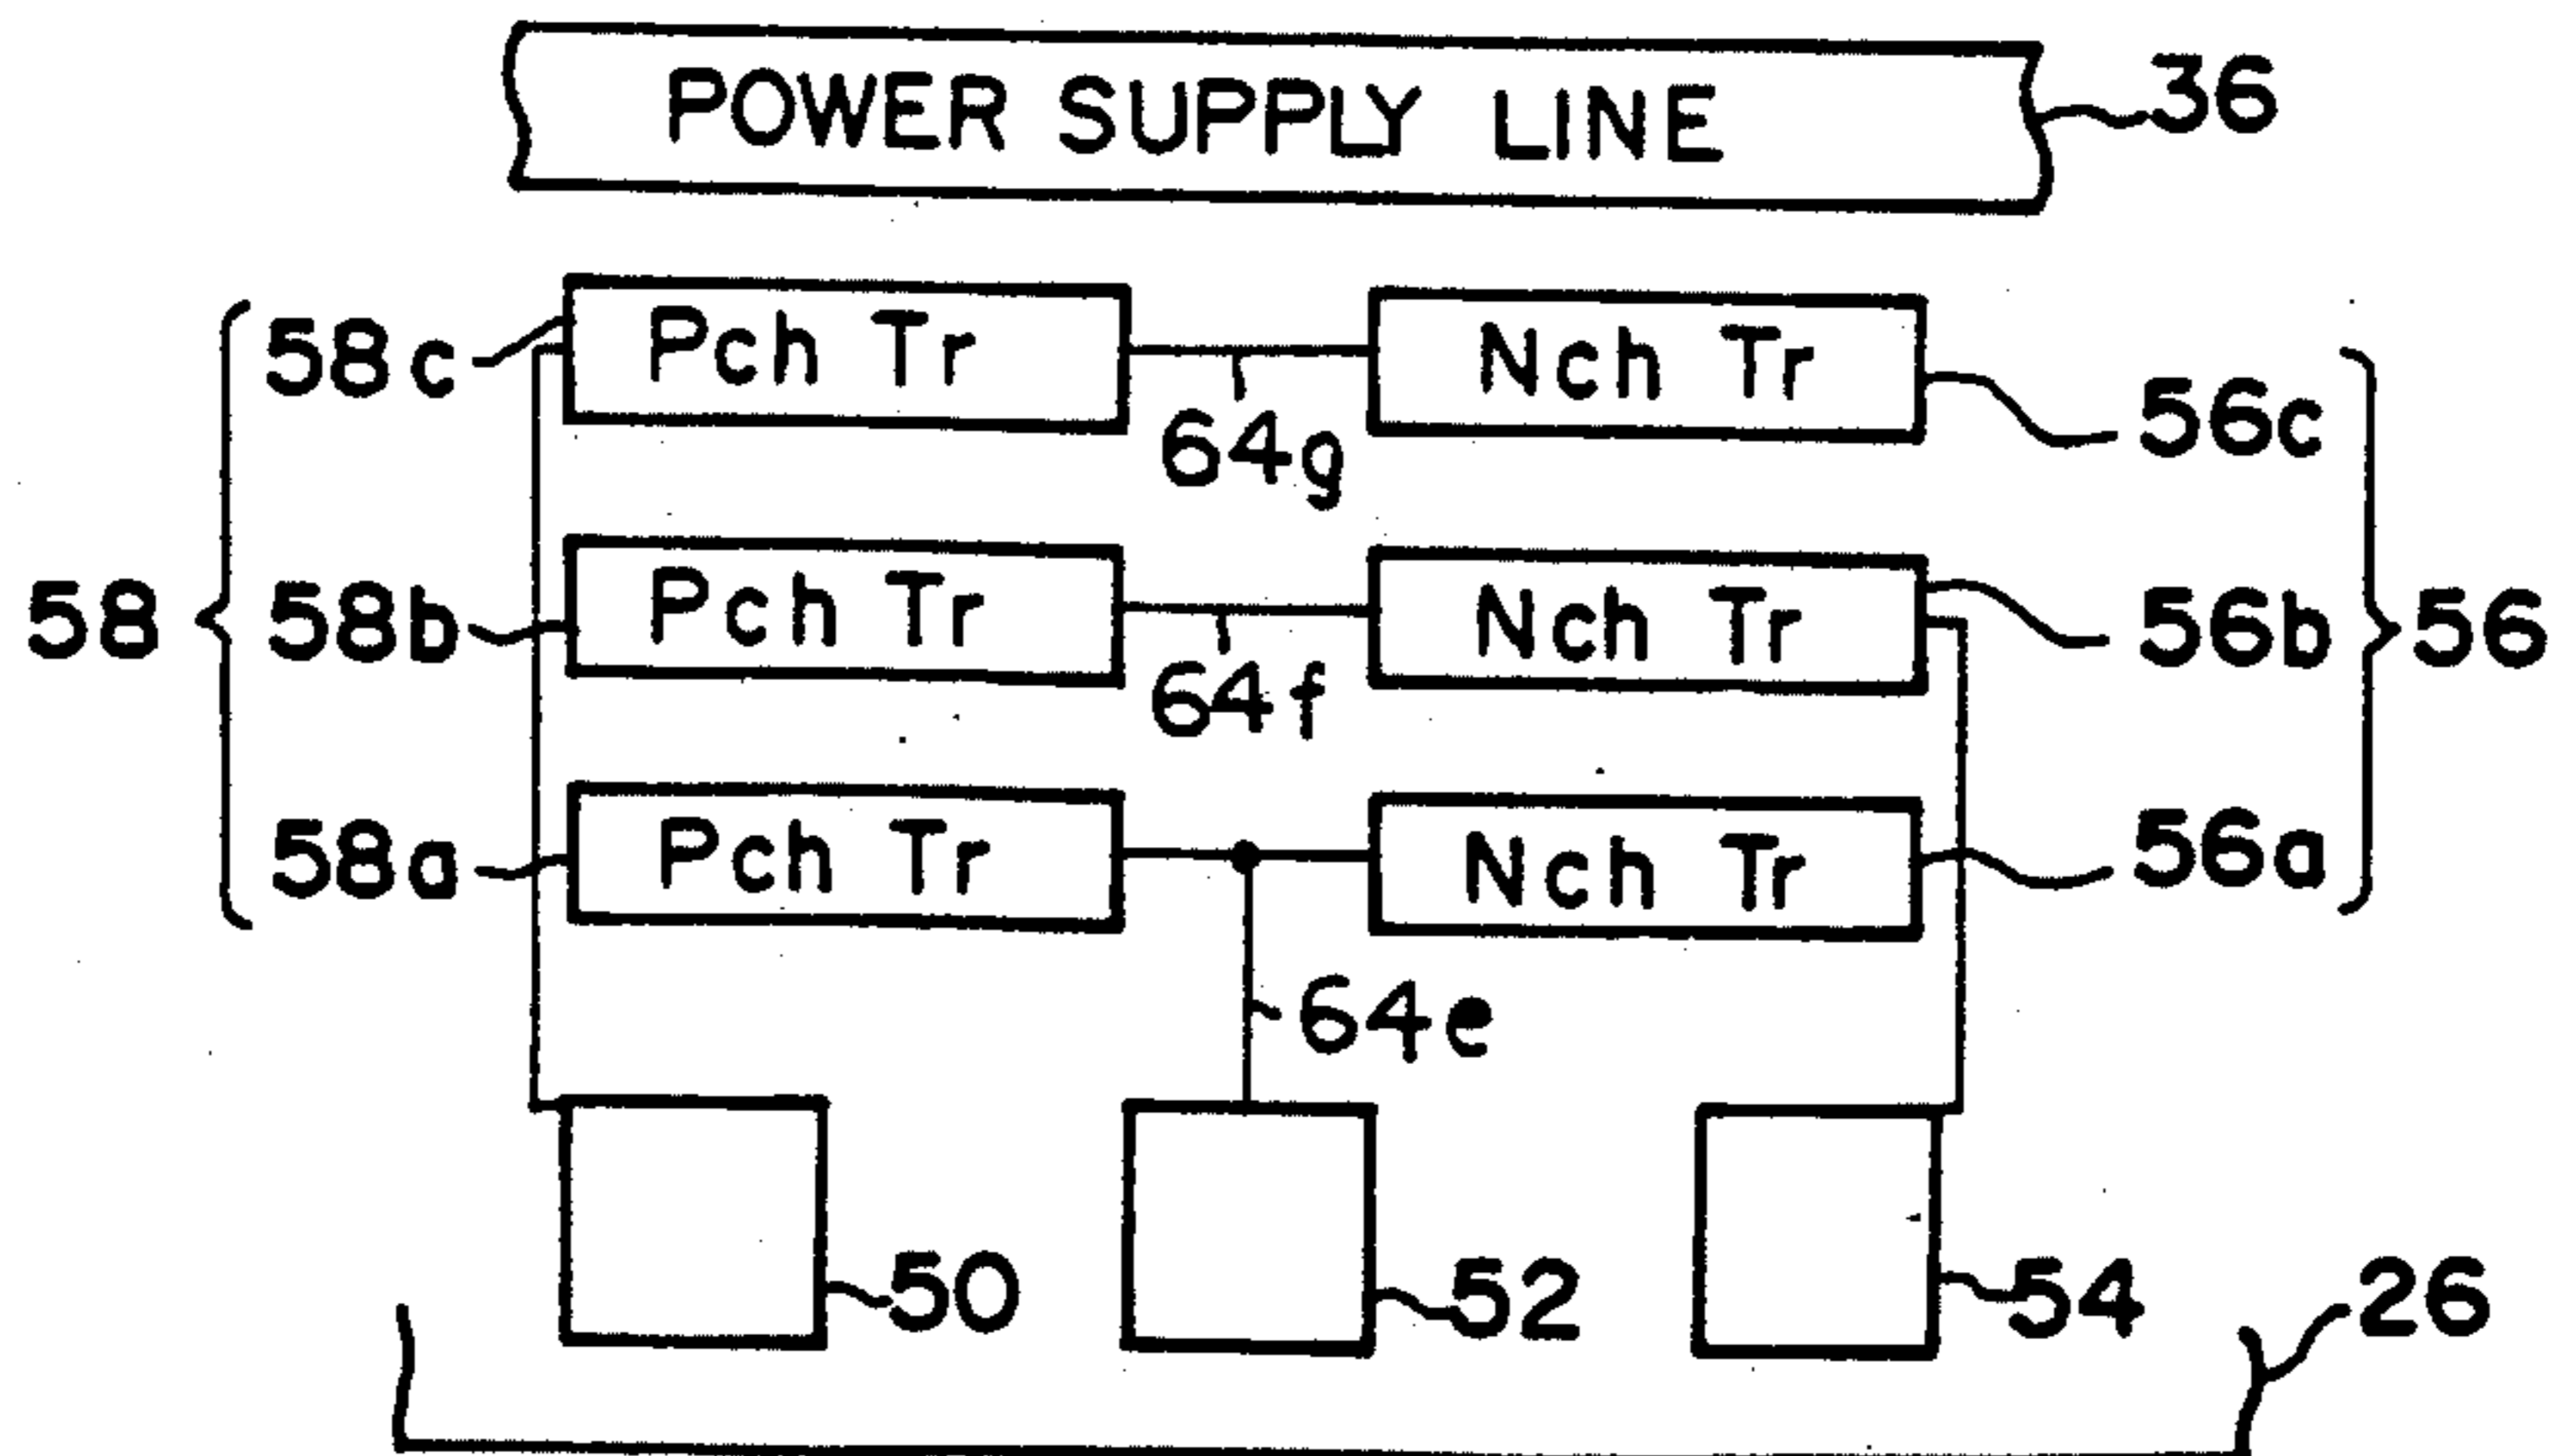 POWER SUPPLY LINE 36
58c Pch Tr Nch Tr 56c
64g
58 58b Pch Tr Nch Tr 56b 56
64f
58a Pch Tr Nch Tr 56a
64e
50 52 54 26